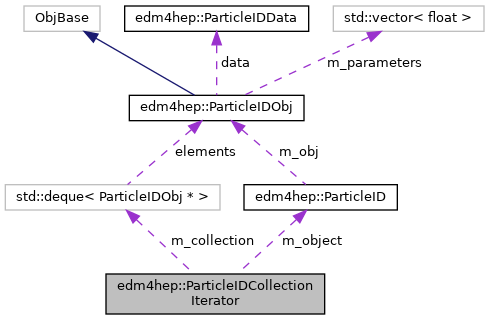 ObjBase
edm4hep::ParticleIDData
std::vector< float >
data
m_parameters
edm4hep::ParticleIDObj
elements
m_obj
std::deque< ParticleIDObj * >
edm4hep::ParticleID
m_collection
m_object
edm4hep::ParticleIDCollection
Iterator